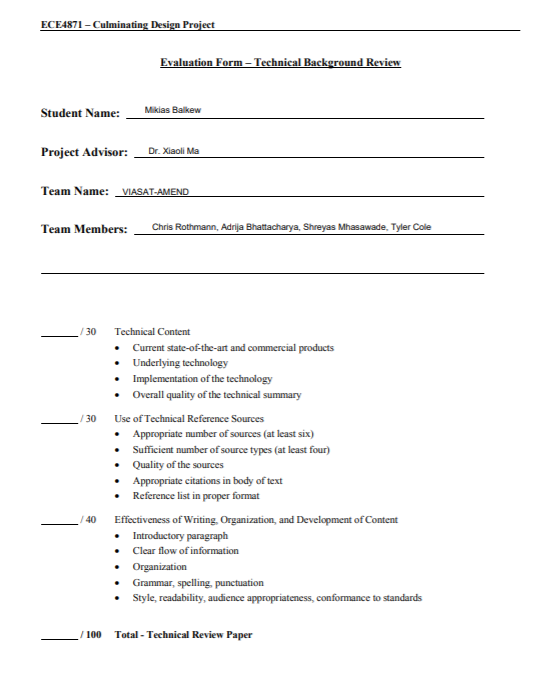 ECE4871 – Culminating Design Project
Evaluation Form – Technical Background Review
Student Name: Mikias Balkew
Project Advisor: Dr. Xiaoli Ma
Team Name: VIASAT-AMEND
Team Members: Chris Rothmann, Adrija Bhattacharya, Shreyas Mhasawade, Tyler Cole
______ / 30 Technical Content
• Current state-of-the-art and commercial products
• Underlying technology
• Implementation of the technology
• Overall quality of the technical summary
______ / 30 Use of Technical Reference Sources
• Appropriate number of sources (at least six)
• Sufficient number of source types (at least four)
• Quality of the sources
• Appropriate citations in body of text
• Reference list in proper format
______ / 40 Effectiveness of Writing, Organization, and Development of Content
• Introductory paragraph
• Clear flow of information
• Organization
• Grammar, spelling, punctuation
• Style, readability, audience appropriateness, conformance to standards
______ / 100 Total - Technical Review Paper